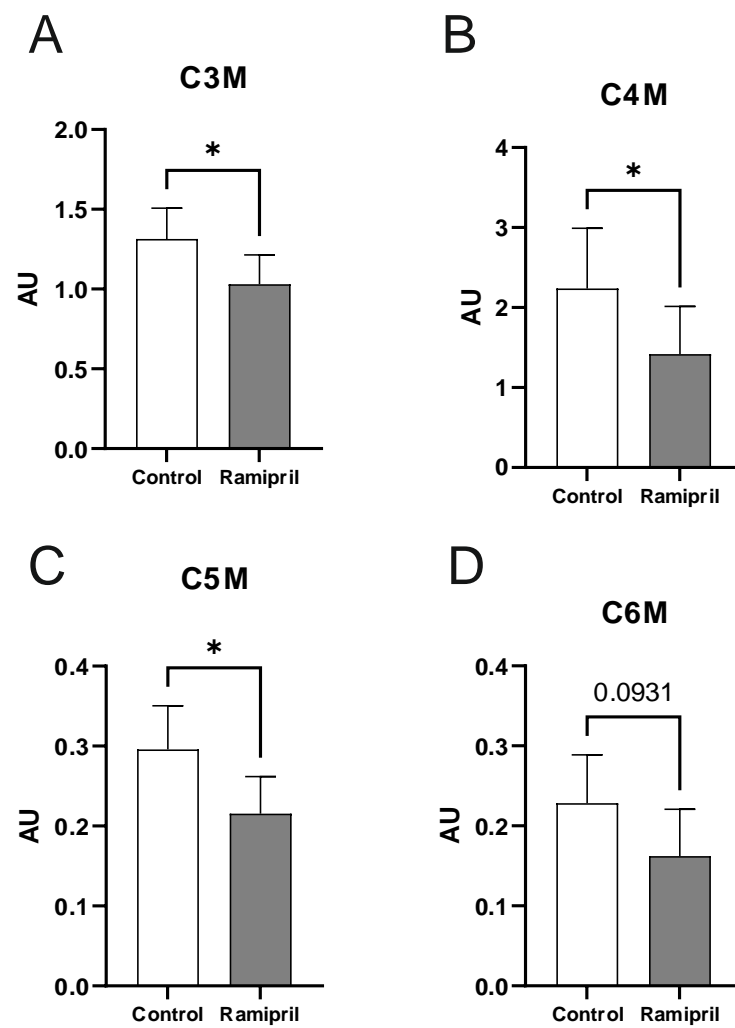 A
C3M
2.0
*
1.5
AU
1.0
0.5
0.0
Control Ramipril
B
C4M
4
*
3
AU
2
1
0
Control Ramipril
C
C5M
0.4
*
0.3
AU
0.2
0.1
0.0
Control Ramipril
D
C6M
0.4
0.0931
0.3
AU
0.2
0.1
0.0
Control Ramipril